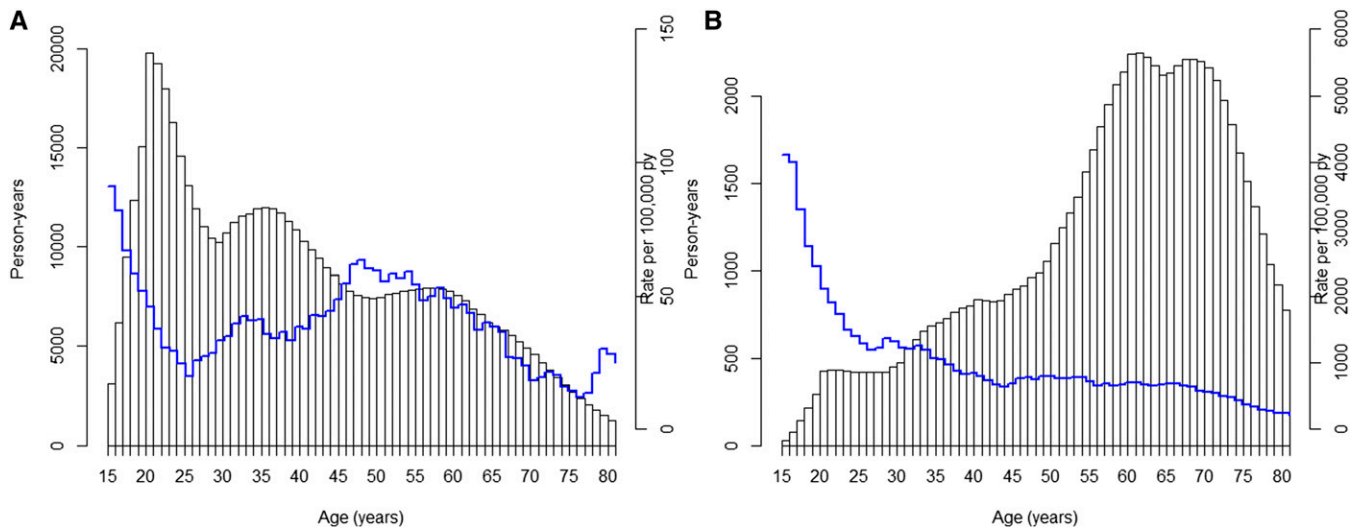 A
Person-years
0 5000 10000 15000 20000
Rate per 100,000 py
0 50 100 150
15 20 25 30 35 40 45 50 55 60 65 70 75 80
Age (years)
B
Person-years
0 500 1000 1500 2000
Rate per 100,000 py
0 1000 2000 3000 4000 5000 6000
15 20 25 30 35 40 45 50 55 60 65 70 75 80
Age (years)